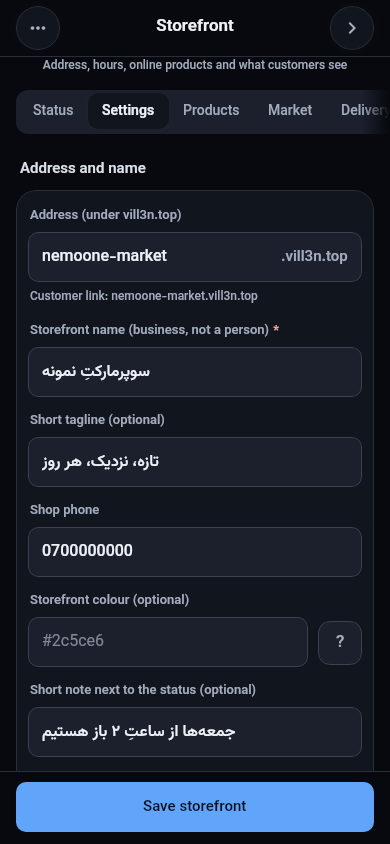 Storefront
Address, hours, online products and what customers see
Status Settings Products Market Delivery
Address and name
Address (under vill3n.top)
nemoone-market .vill3n.top
Customer link: nemoone-market.vill3n.top
Storefront name (business, not a person) *
سوپرمارکتِ نمونه
Short tagline (optional)
تازه، نزدیک، هر روز
Shop phone
0700000000
Storefront colour (optional)
#2c5ce6 ?
Short note next to the status (optional)
جمعه‌ها از ساعتِ ۲ باز هستیم
Save storefront